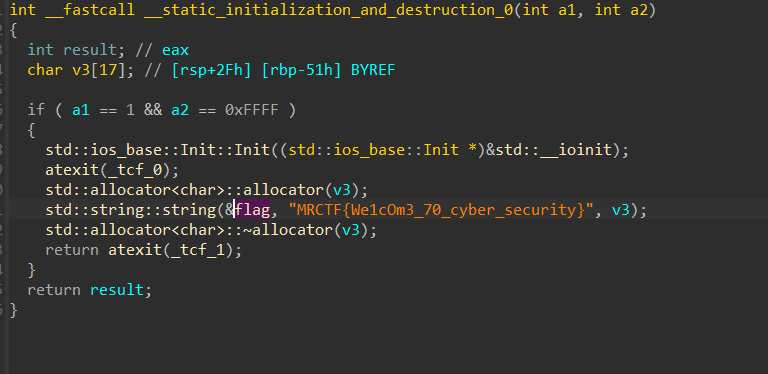 int __fastcall __static_initialization_and_destruction_0(int a1, int a2)
{
  int result; // eax
  char v3[17]; // [rsp+2Fh] [rbp-51h] BYREF

  if ( a1 == 1 && a2 == 0xFFFF )
  {
    std::ios_base::Init::Init((std::ios_base::Init *)&std::__ioinit);
    atexit(_tcf_0);
    std::allocator<char>::allocator(v3);
    std::string::string(&flag, "MRCTF{We1cOm3_70_cyber_security}", v3);
    std::allocator<char>::~allocator(v3);
    return atexit(_tcf_1);
  }
  return result;
}